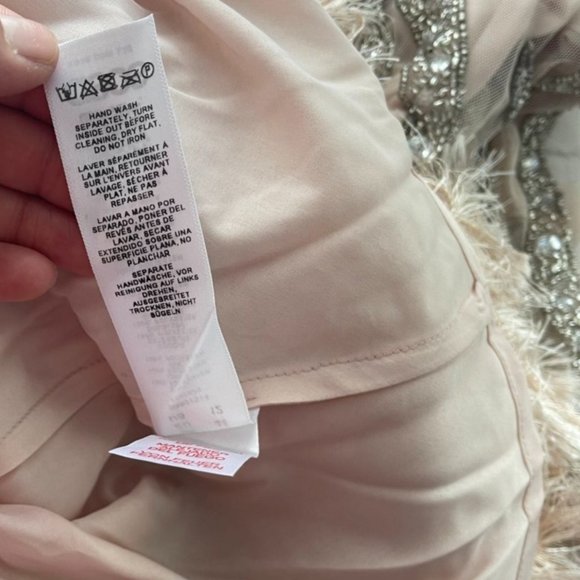 HAND WASH
SEPARATELY, TURN
INSIDE OUT BEFORE
CLEANING, DRY FLAT,
DO NOT IRON
LAVER SÉPARÉMENT À
LA MAIN, RETOURNER
SUR L'ENVERS AVANT
LAVAGE, SÉCHER À
PLAT, NE PAS
REPASSER
LAVAR A MANO POR
SEPARADO, PONER DEL
REVÉS ANTES DE
LAVAR, SECAR
EXTENDIDO SOBRE UNA
SUPERFICIE PLANA, NO
PLANCHAR
SEPARATE
HANDWÄSCHE, VOR
REINIGUNG AUF LINKS
DREHEN,
AUSGEBREITET
TROCKNEN, NICHT
BÜGELN